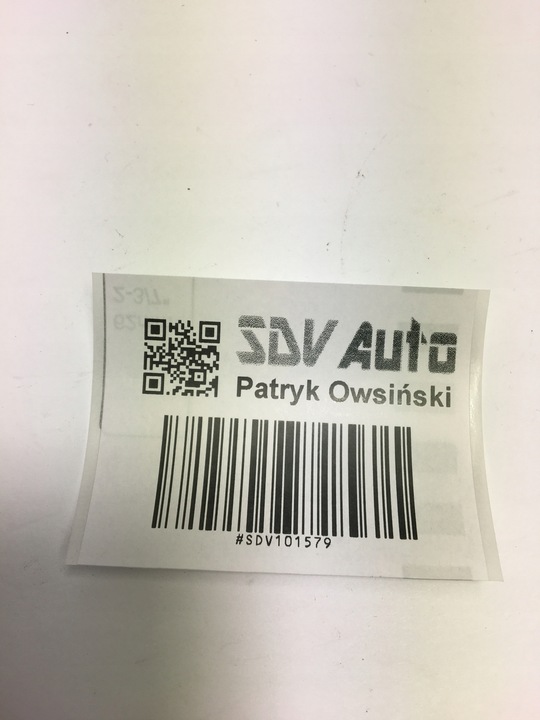 SDV Auto
Patryk Owsiński
#SDV101579